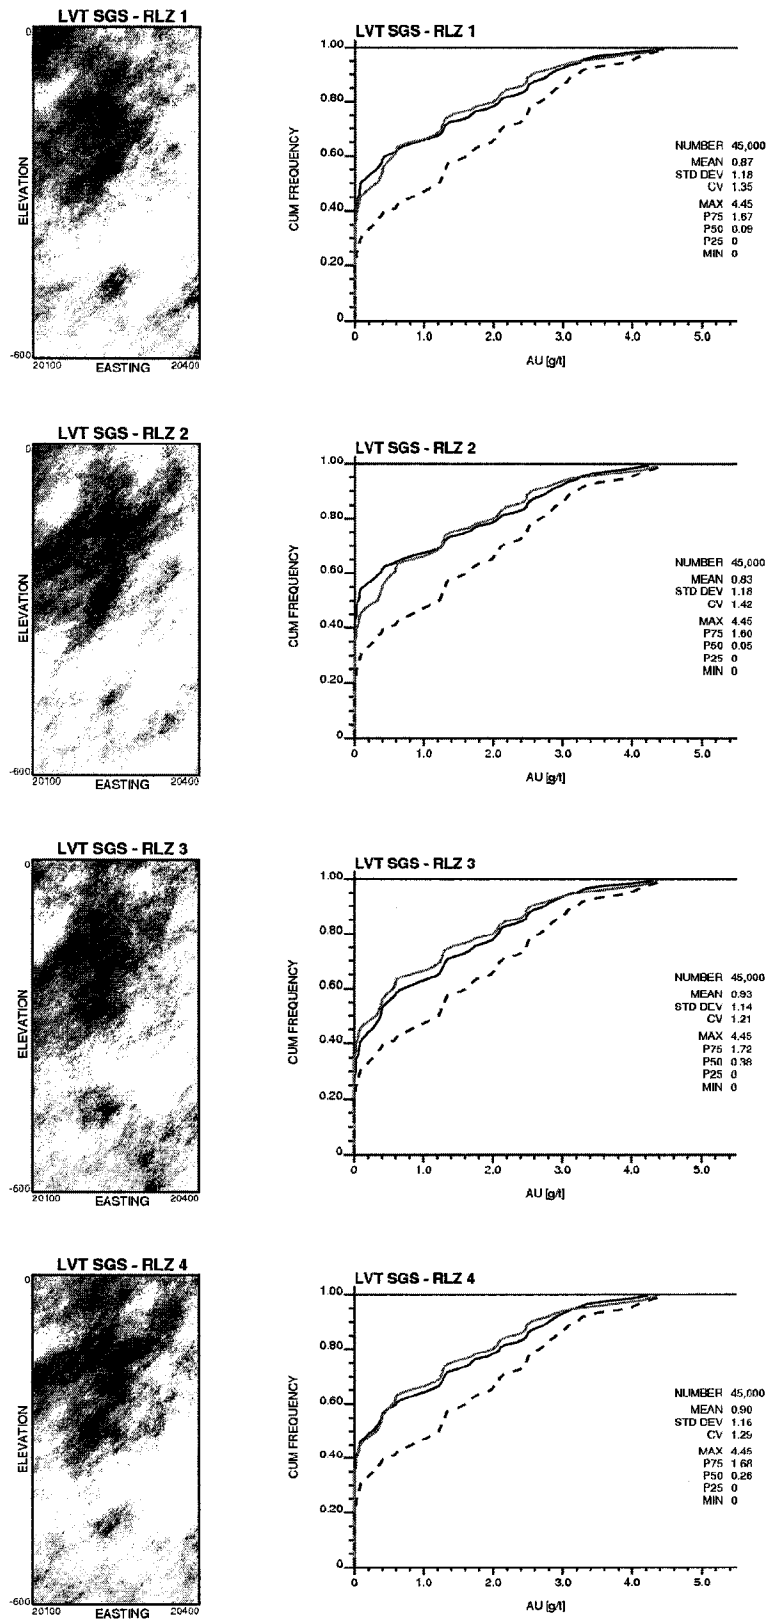 LVT SGS - RLZ 1
0
ELEVATION
-600
20100 EASTING 20400
LVT SGS - RLZ 1
1.00
0.80
0.60
0.40
0.20
0.
CUM FREQUENCY
0 1.0 2.0 3.0 4.0 5.0
AU [g/t]
NUMBER 45,000
MEAN 0.87
STD DEV 1.18
CV 1.35
MAX 4.45
P75 1.67
P50 0.09
P25 0
MIN 0
LVT SGS - RLZ 2
0
ELEVATION
-600
20100 EASTING 20400
LVT SGS - RLZ 2
1.00
0.80
0.60
0.40
0.20
0.
CUM FREQUENCY
0 1.0 2.0 3.0 4.0 5.0
AU [g/t]
NUMBER 45,000
MEAN 0.83
STD DEV 1.18
CV 1.42
MAX 4.45
P75 1.60
P50 0.05
P25 0
MIN 0
LVT SGS - RLZ 3
0
ELEVATION
-600
20100 EASTING 20400
LVT SGS - RLZ 3
1.00
0.80
0.60
0.40
0.20
0.
CUM FREQUENCY
0 1.0 2.0 3.0 4.0 5.0
AU [g/t]
NUMBER 45,000
MEAN 0.93
STD DEV 1.14
CV 1.21
MAX 4.45
P75 1.72
P50 0.38
P25 0
MIN 0
LVT SGS - RLZ 4
0
ELEVATION
-600
20100 EASTING 20400
LVT SGS - RLZ 4
1.00
0.80
0.60
0.40
0.20
0.
CUM FREQUENCY
0 1.0 2.0 3.0 4.0 5.0
AU [g/t]
NUMBER 45,000
MEAN 0.90
STD DEV 1.16
CV 1.29
MAX 4.45
P75 1.68
P50 0.26
P25 0
MIN 0